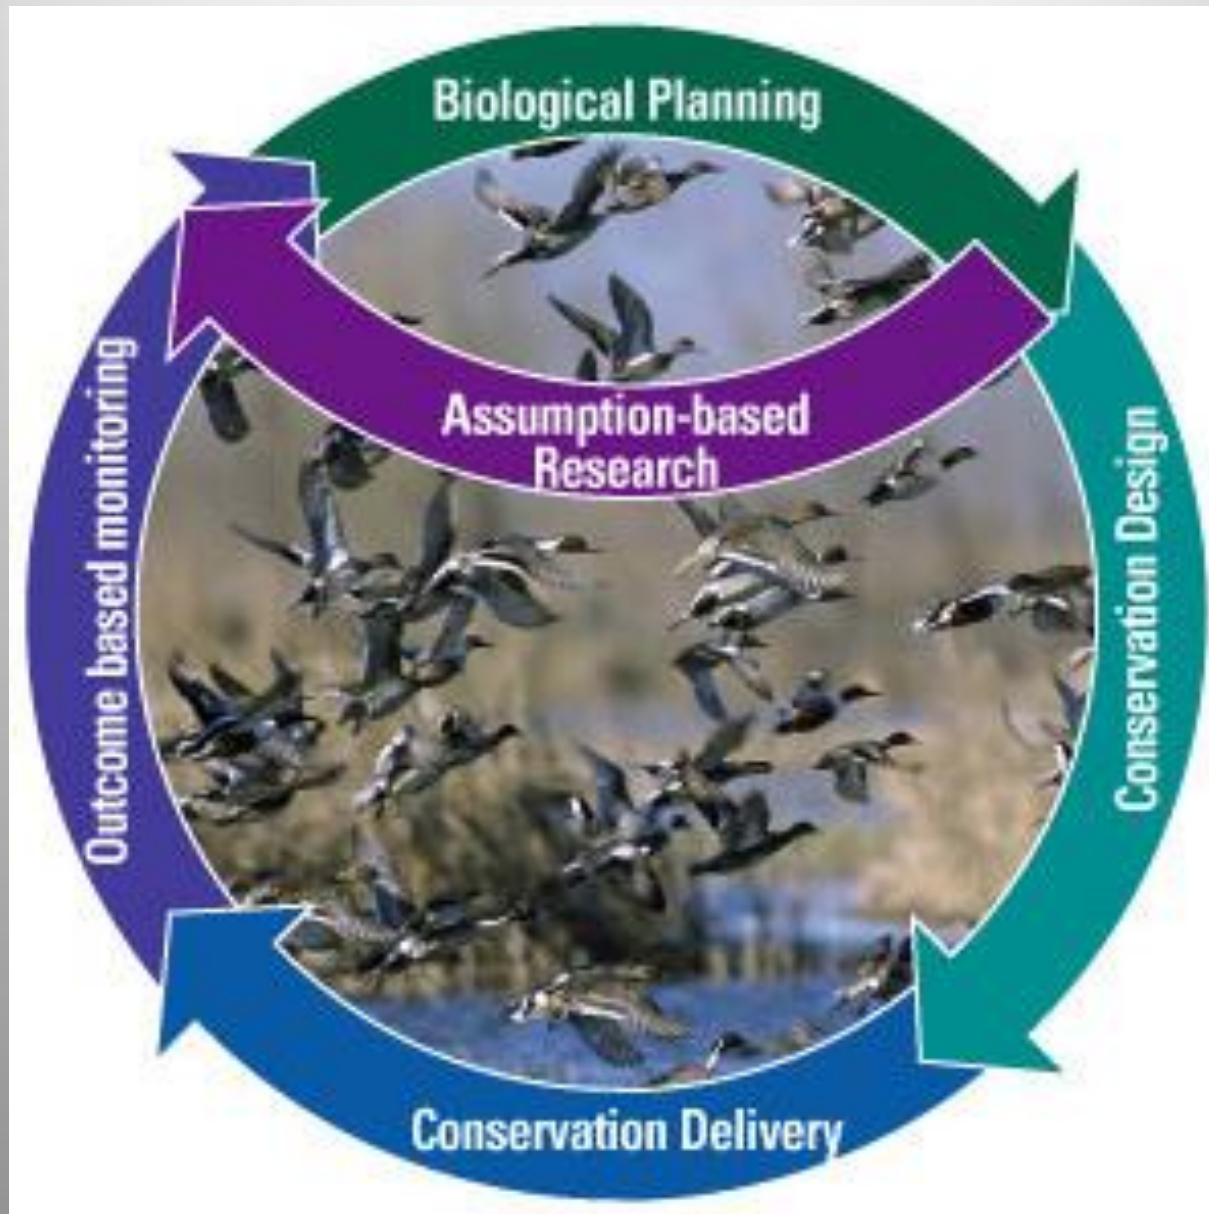 Biological Planning
Assumption-based
Research
Conservation Design
Conservation Delivery
Outcome based monitoring